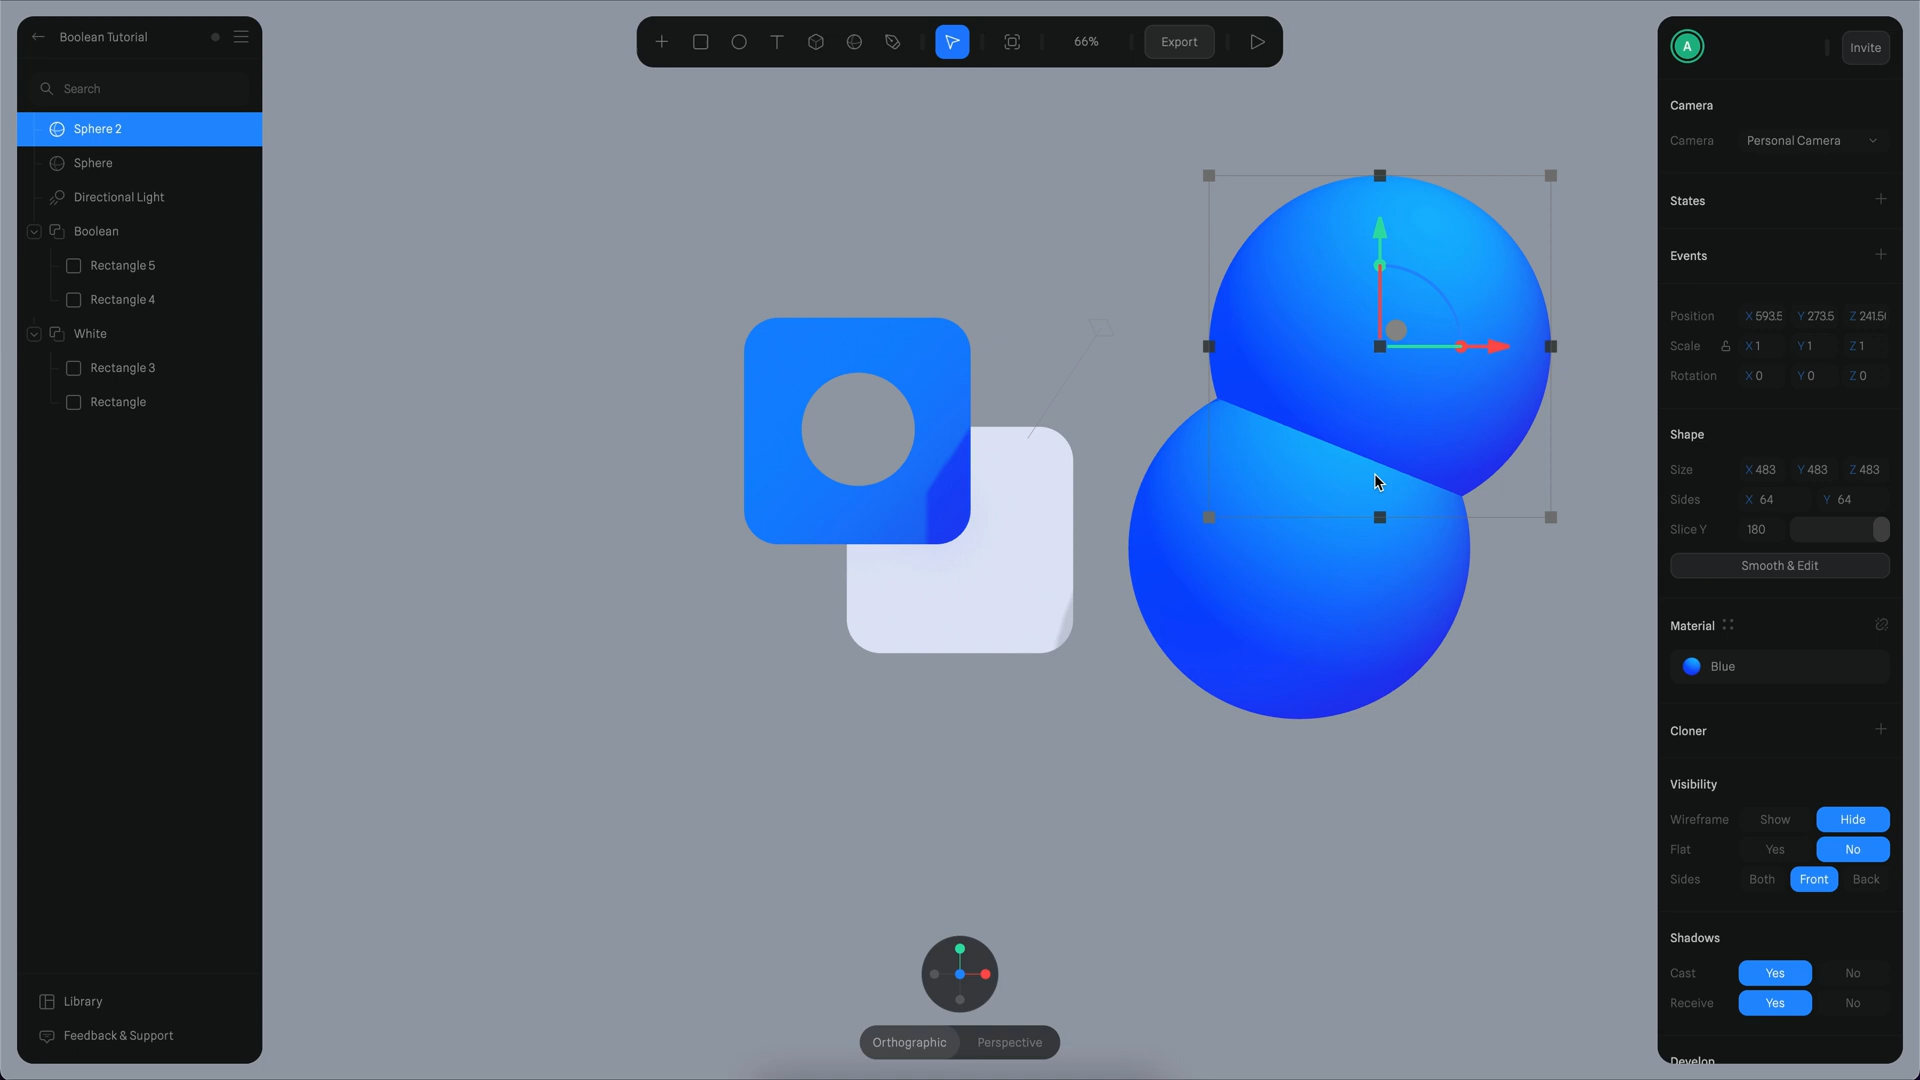 Boolean Tutorial
Search
Sphere 2
Sphere
Directional Light
Boolean
Rectangle 5
Rectangle 4
White
Rectangle 3
Rectangle
Library
Feedback & Support
66%
Export
Orthographic
Perspective
A
Invite
Camera
Camera Personal Camera
States
Events
Position X 593.5 Y 273.5 Z 241.5
Scale X 1 Y 1 Z 1
Rotation X 0 Y 0 Z 0
Shape
Size X 483 Y 483 Z 483
Sides X 64 Y 64
Slice Y 180
Smooth & Edit
Material
Blue
Cloner
Visibility
Wireframe Show Hide
Flat Yes No
Sides Both Front Back
Shadows
Cast Yes No
Receive Yes No
Develop